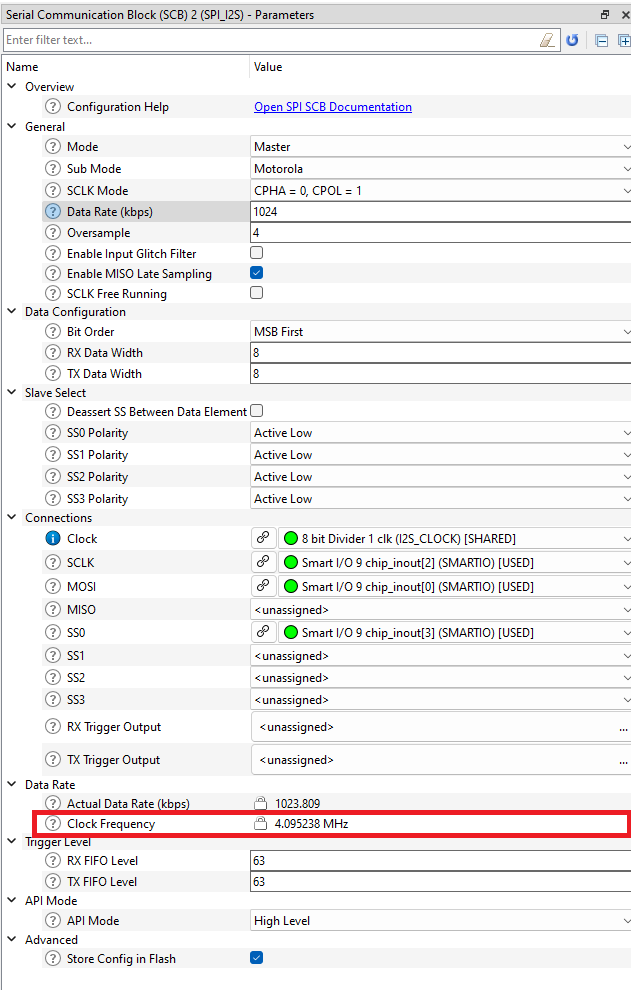 Serial Communication Block (SCB) 2 (SPI_I2S) - Parameters
Enter filter text...
Name Value
Overview
Configuration Help Open SPI SCB Documentation
General
Mode Master
Sub Mode Motorola
SCLK Mode CPHA = 0, CPOL = 1
Data Rate (kbps) 1024
Oversample 4
Enable Input Glitch Filter
Enable MISO Late Sampling
SCLK Free Running
Data Configuration
Bit Order MSB First
RX Data Width 8
TX Data Width 8
Slave Select
Deassert SS Between Data Element
SS0 Polarity Active Low
SS1 Polarity Active Low
SS2 Polarity Active Low
SS3 Polarity Active Low
Connections
Clock 8 bit Divider 1 clk (I2S_CLOCK) [SHARED]
SCLK Smart I/O 9 chip_inout[2] (SMARTIO) [USED]
MOSI Smart I/O 9 chip_inout[0] (SMARTIO) [USED]
MISO <unassigned>
SS0 Smart I/O 9 chip_inout[3] (SMARTIO) [USED]
SS1 <unassigned>
SS2 <unassigned>
SS3 <unassigned>
RX Trigger Output <unassigned> ...
TX Trigger Output <unassigned> ...
Data Rate
Actual Data Rate (kbps) 1023.809
Clock Frequency 4.095238 MHz
Trigger Level
RX FIFO Level 63
TX FIFO Level 63
API Mode
API Mode High Level
Advanced
Store Config in Flash